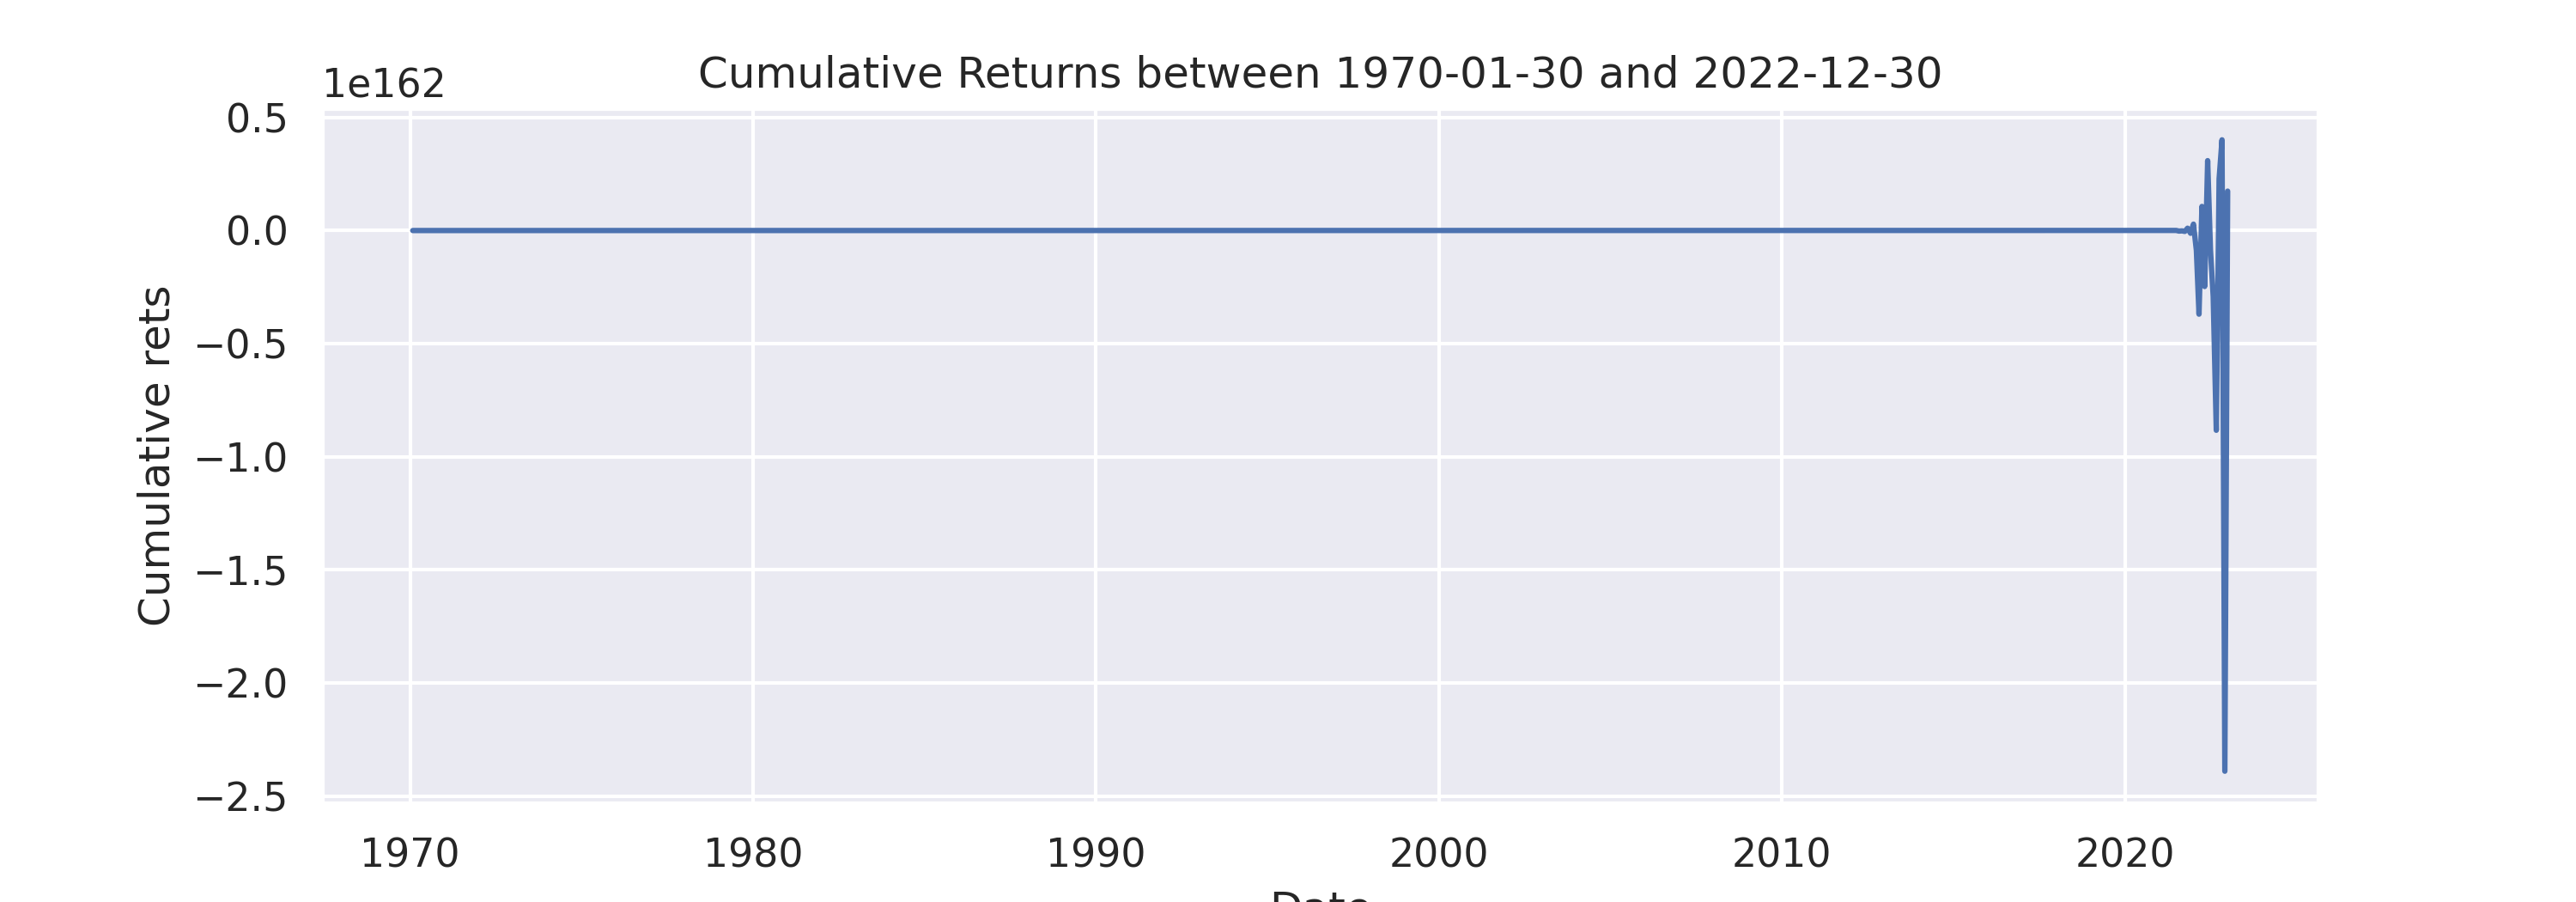 Cumulative Returns between 1970-01-30 and 2022-12-30
1e162
0.5
0.0
−0.5
−1.0
−1.5
−2.0
−2.5
Cumulative rets
1970 1980 1990 2000 2010 2020
Date